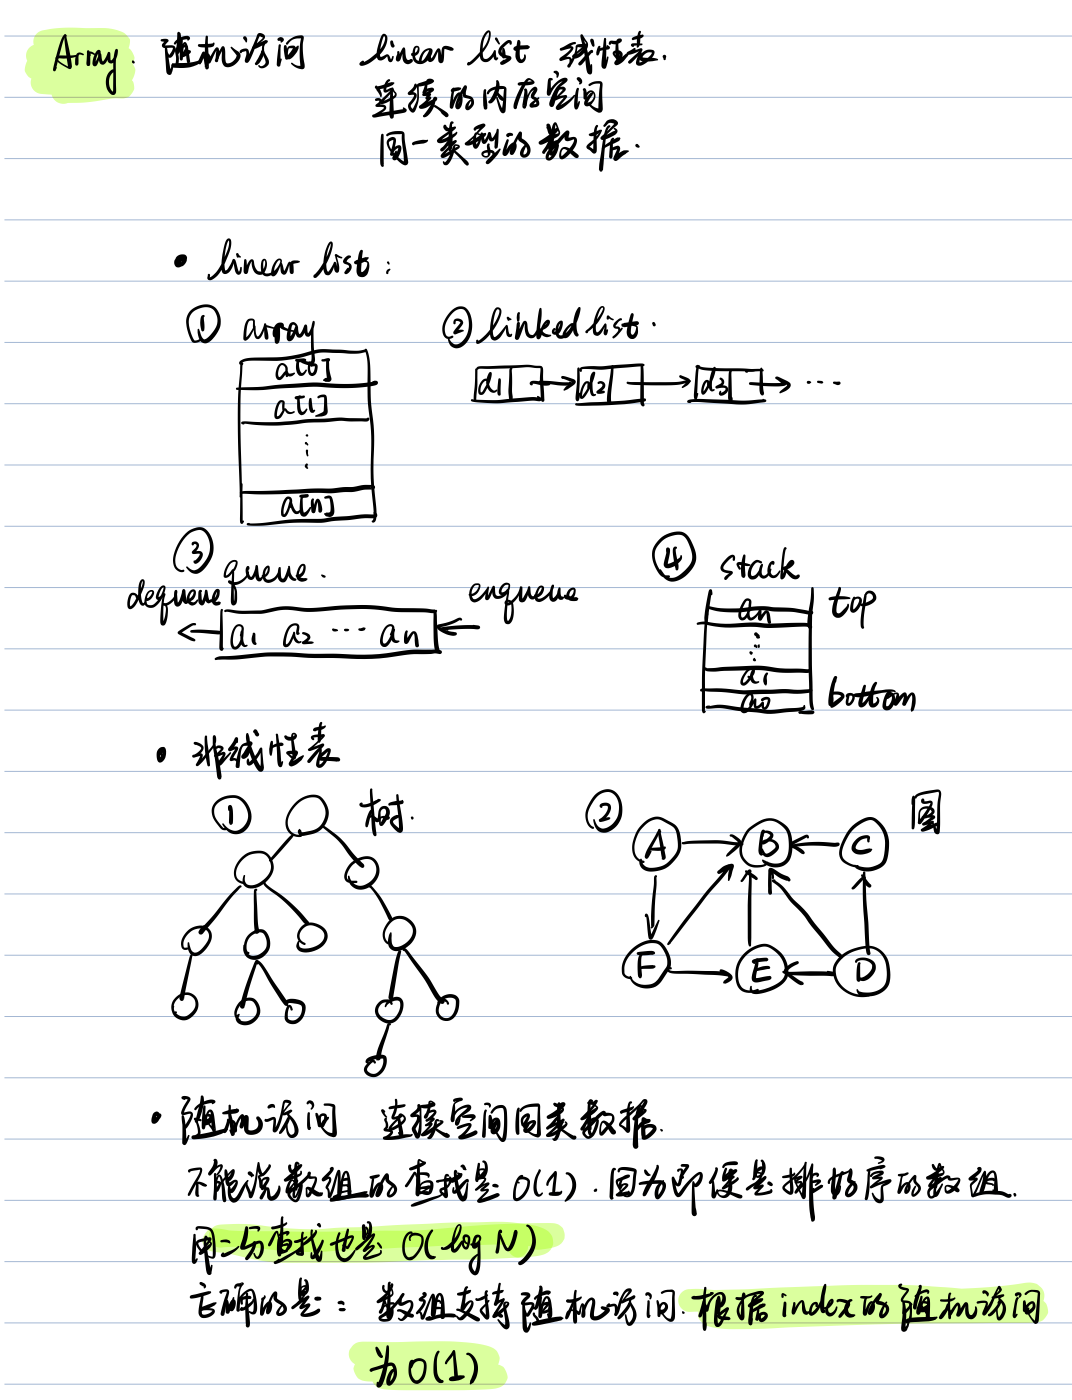 Array. 随机访问 linear list 线性表.
连续的内存空间
同一类型的数据.
• linear list:
① array
a[0]
a[1]
⋮
a[n]
② linked list.
d1 d2 d3 ...
③ queue.
dequeue enqueue
a1 a2 ... an
④ stack
an top
⋮
a1
a0 bottom
• 非线性表
① 树.
② 图
A B C
F E D
• 随机访问 连续空间同类数据.
不能说数组的查找是 O(1). 因为即便是排好序的数组.
用二分查找也是 O(log N)
正确的是: 数组支持随机访问. 根据 index 的随机访问
为 O(1)